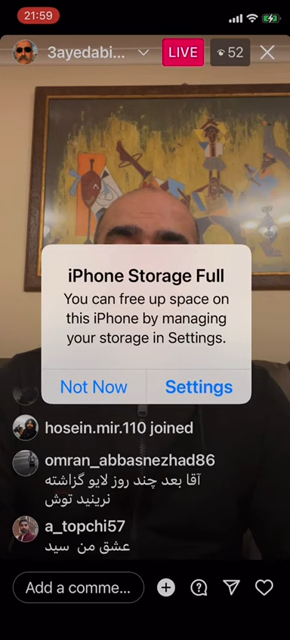 21:59
3ayedabi...
LIVE
52
iPhone Storage Full
You can free up space on
this iPhone by managing
your storage in Settings.
Not Now
Settings
hosein.mir.110 joined
omran_abbasnezhad86
آقا بعد چند روز لایو گزاشته
نرینید توش
a_topchi57
عشق من سید
Add a comme...